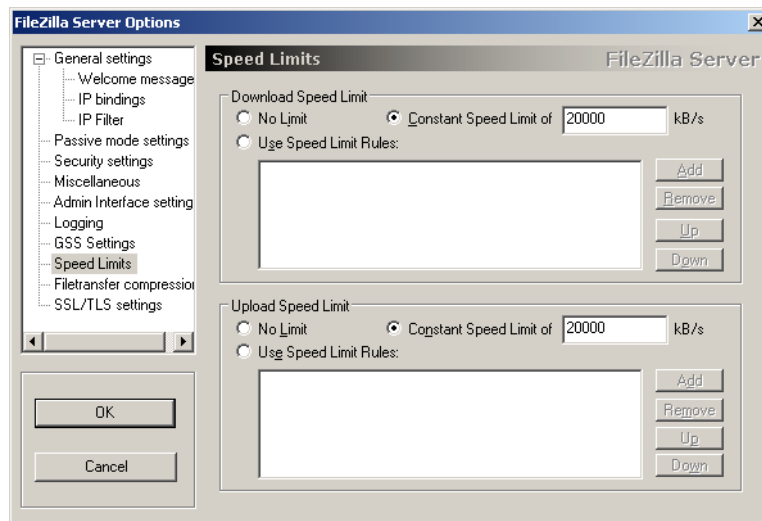 FileZilla Server Options
General settings
Welcome message
IP bindings
IP Filter
Passive mode settings
Security settings
Miscellaneous
Admin Interface setting
Logging
GSS Settings
Speed Limits
Filetransfer compression
SSL/TLS settings
OK
Cancel
Speed Limits FileZilla Server
Download Speed Limit
No Limit Constant Speed Limit of 20000 kB/s
Use Speed Limit Rules:
Add
Remove
Up
Down
Upload Speed Limit
No Limit Constant Speed Limit of 20000 kB/s
Use Speed Limit Rules:
Add
Remove
Up
Down